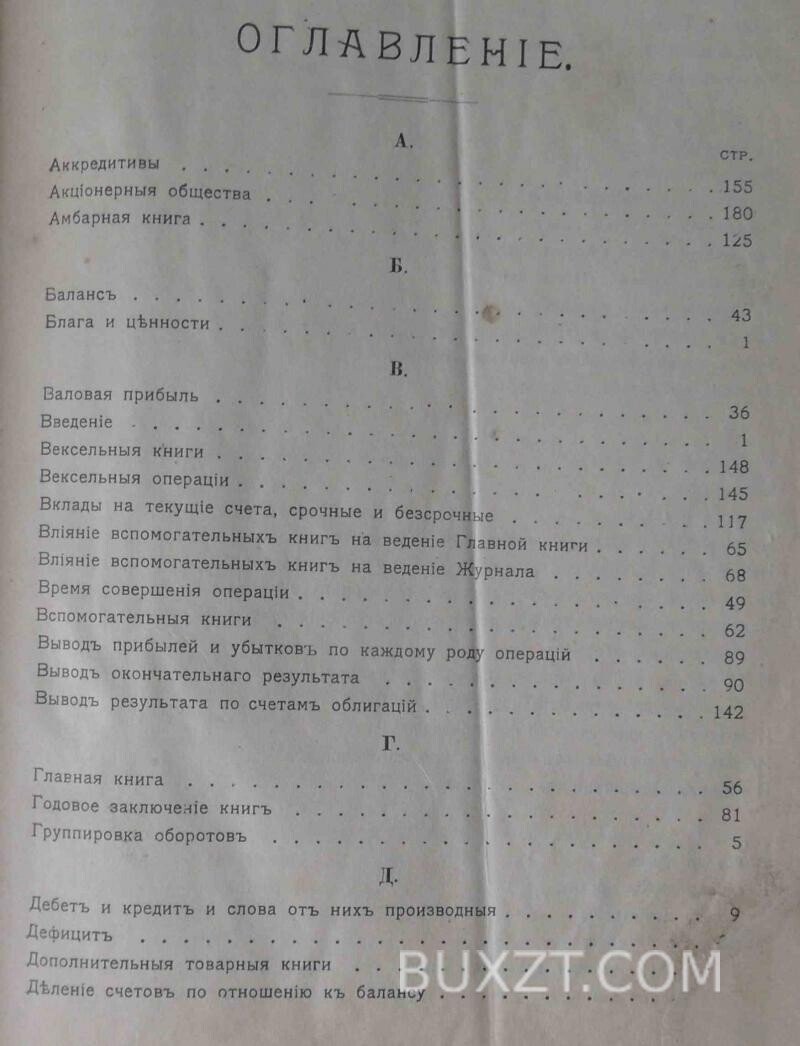 ОГЛАВЛЕНІЕ.
А.
СТР.
Аккредитивы . . . . . . . . . . . . . . . . . . . . 155
Акціонерныя общества . . . . . . . . . . . . . . . . 180
Амбарная книга . . . . . . . . . . . . . . . . . . . 125
Б.
Балансъ . . . . . . . . . . . . . . . . . . . . . . 43
Блага и цѣнности . . . . . . . . . . . . . . . . . . 1
В.
Валовая прибыль . . . . . . . . . . . . . . . . . . . 36
Введеніе . . . . . . . . . . . . . . . . . . . . . . 1
Вексельныя книги . . . . . . . . . . . . . . . . . . 148
Вексельныя операціи . . . . . . . . . . . . . . . . . 145
Вклады на текущіе счета, срочные и безсрочные . . . . . . . . 117
Вліяніе вспомогательныхъ книгъ на веденіе Главной книги . . . . . 65
Вліяніе вспомогательныхъ книгъ на веденіе Журнала . . . . . . . 68
Время совершенія операціи . . . . . . . . . . . . . . . 49
Вспомогательныя книги . . . . . . . . . . . . . . . . 62
Выводъ прибылей и убытковъ по каждому роду операцій . . . . . 89
Выводъ окончательнаго результата . . . . . . . . . . . . 90
Выводъ результата по счетамъ облигацій . . . . . . . . . . . 142
Г.
Главная книга . . . . . . . . . . . . . . . . . . . . 56
Годовое заключеніе книгъ . . . . . . . . . . . . . . . . 81
Группировка оборотовъ . . . . . . . . . . . . . . . . 5
Д.
Дебетъ и кредитъ и слова отъ нихъ производныя . . . . . . . . 9
Дефицитъ . . . . . . . . . . . . . . . . . . . . . .
Дополнительныя товарныя книги . . . .
Дѣленіе счетовъ по отношенію къ балансу . . . . . . . . .
BUXZT.COM